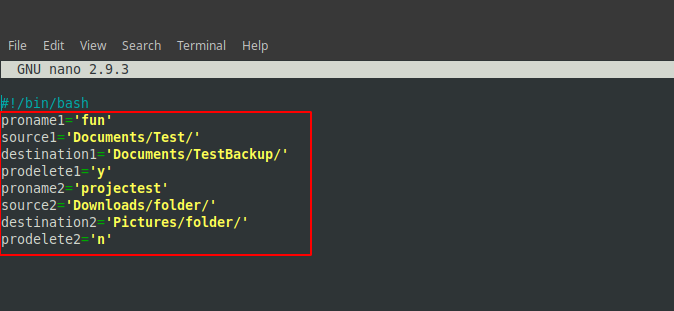 File Edit View Search Terminal Help
GNU nano 2.9.3
#!/bin/bash
proname1='fun'
source1='Documents/Test/'
destination1='Documents/TestBackup/'
prodelete1='y'
proname2='projectest'
source2='Downloads/folder/'
destination2='Pictures/folder/'
prodelete2='n'